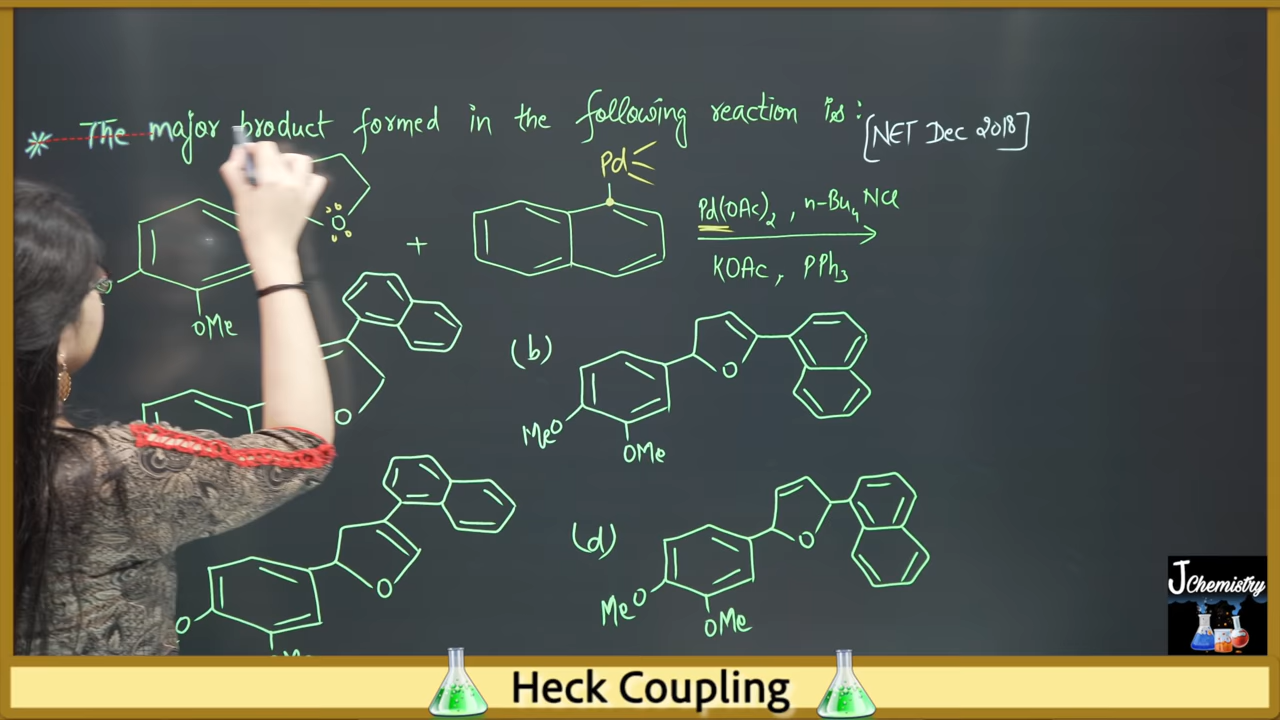 * The major product formed in the following reaction is: [NET Dec 2018]
Pd
O
+
Pd(OAc)2, n-Bu4NCl
KOAc, PPh3
OMe
O
(b)
O
MeO
OMe
O
O
(d)
O
MeO
OMe
J Chemistry
Heck Coupling